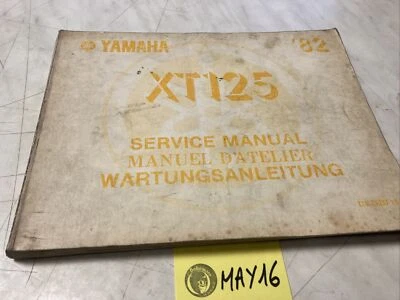 YAMAHA '82
XT125
SERVICE MANUAL
MANUEL D'ATELIER
WARTUNGSANLEITUNG
MAY16